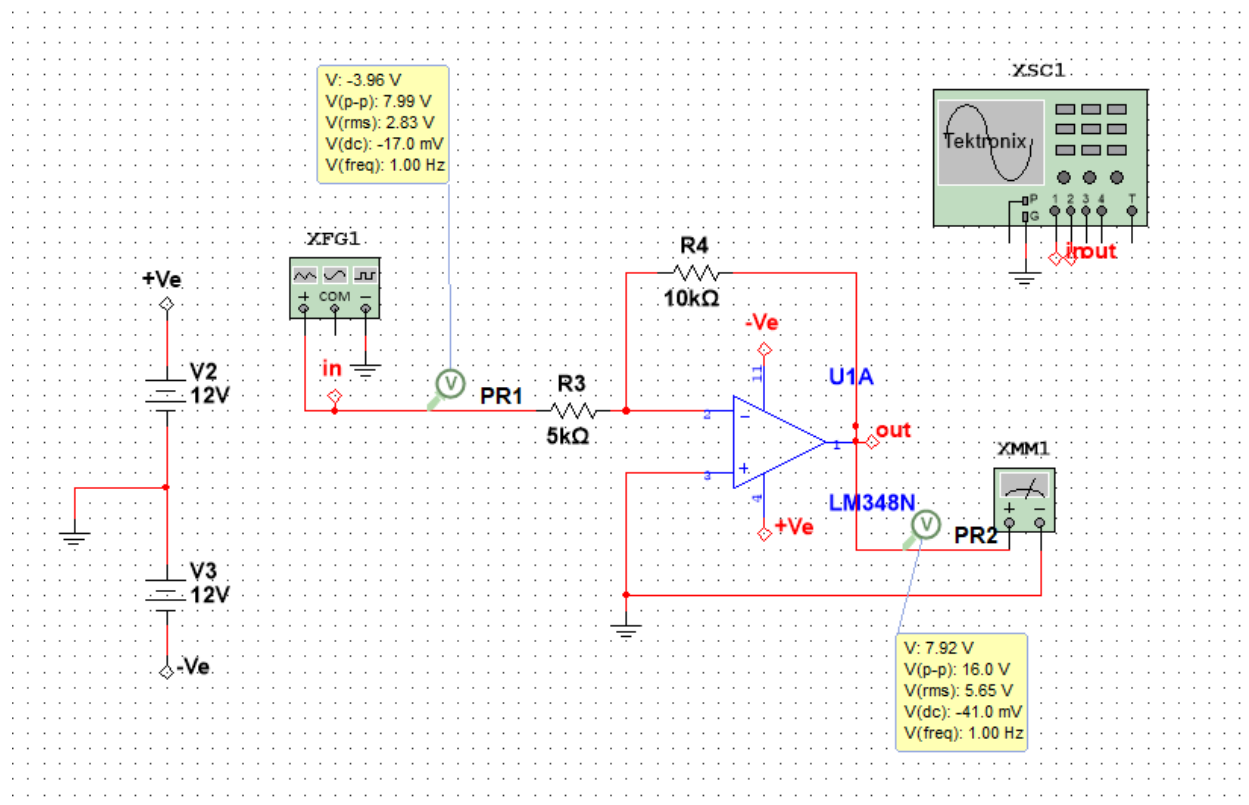 XSC1
V: -3.96 V
V(p-p): 7.99 V
V(rms): 2.83 V
V(dc): -17.0 mV
V(freq): 1.00 Hz
Tektronix
P
G
1 2 3 4 T
in
out
XFG1
COM
+ −
+Ve
in
V
PR1
R3
5kΩ
R4
10kΩ
-Ve
11
U1A
2
−
3
+
1
out
4
+Ve
LM348N
V2
12V
V3
12V
-Ve
XMM1
+ −
V
PR2
V: 7.92 V
V(p-p): 16.0 V
V(rms): 5.65 V
V(dc): -41.0 mV
V(freq): 1.00 Hz